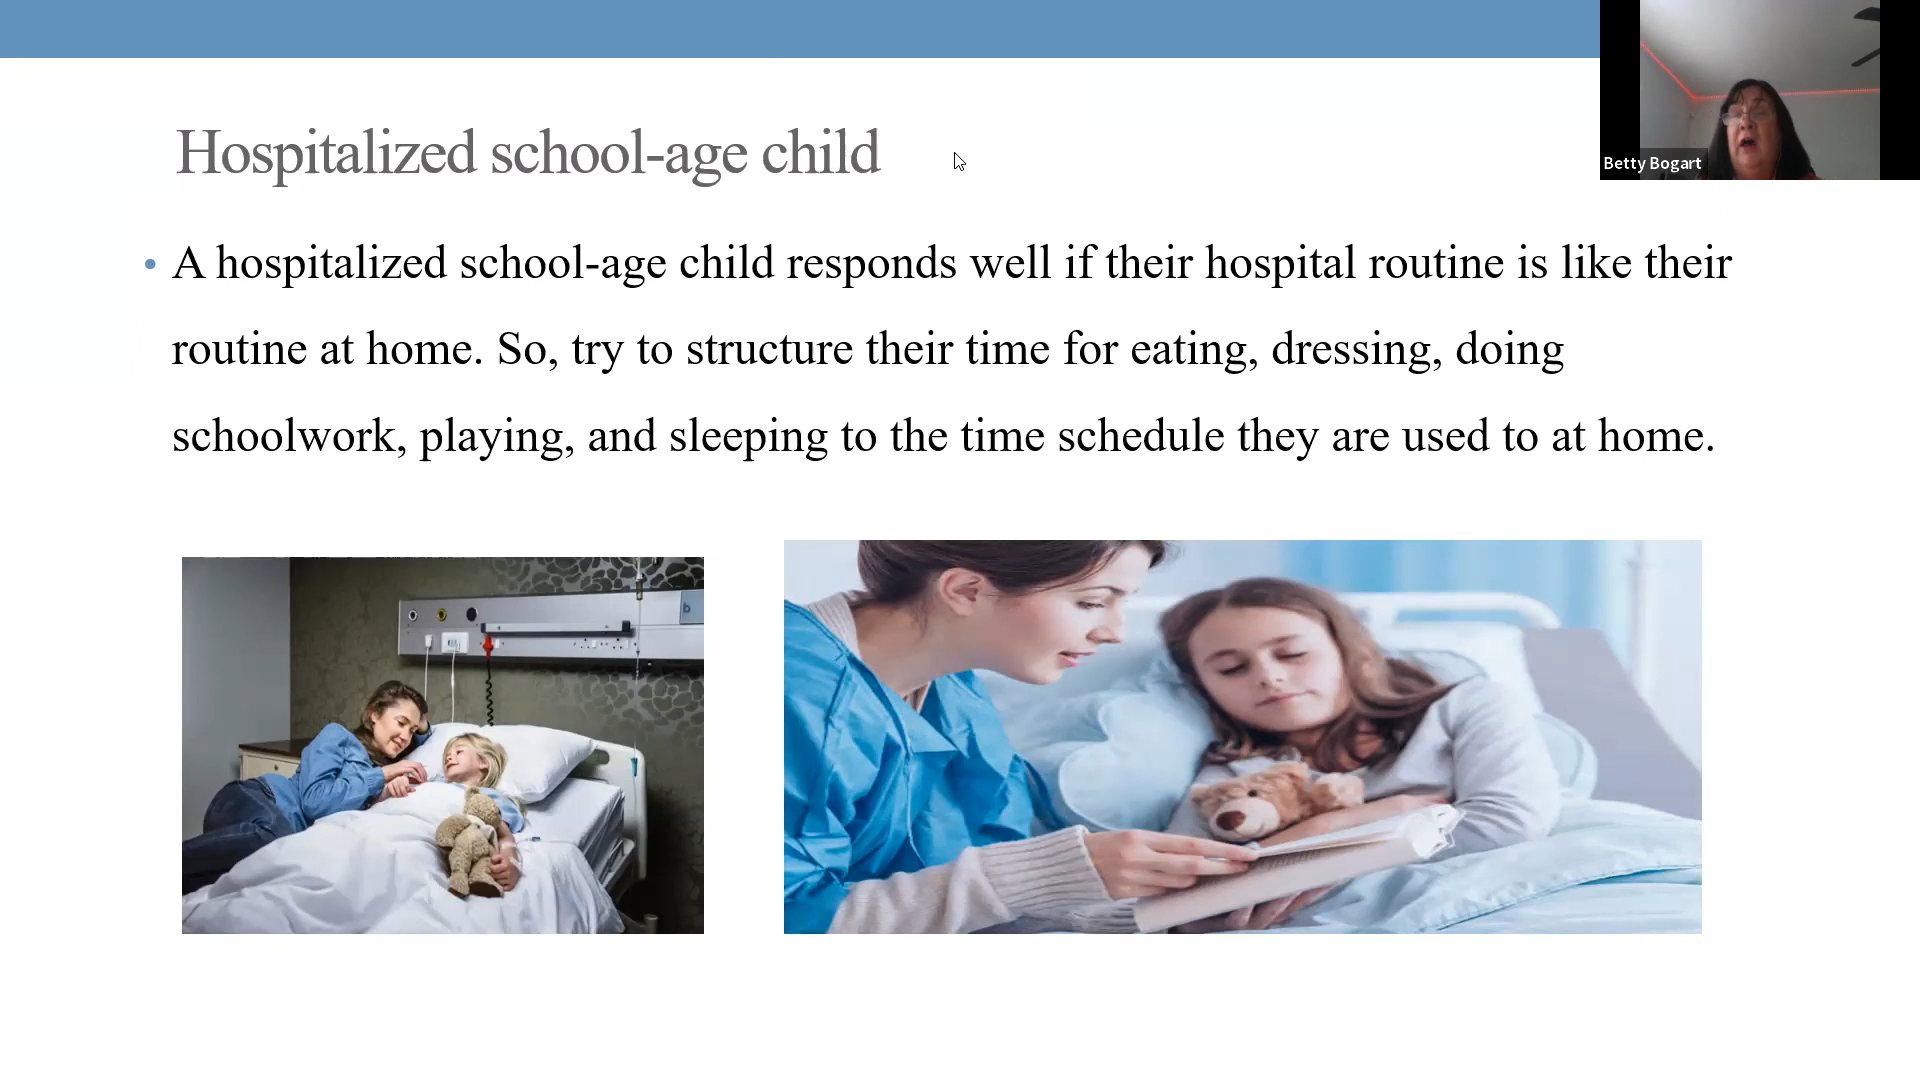 Hospitalized school-age child
Betty Bogart
• A hospitalized school-age child responds well if their hospital routine is like their
routine at home. So, try to structure their time for eating, dressing, doing
schoolwork, playing, and sleeping to the time schedule they are used to at home.
b